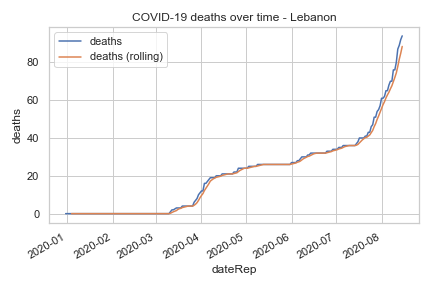 COVID-19 deaths over time - Lebanon
deaths
deaths (rolling)
80
60
40
20
0
deaths
2020-01
2020-02
2020-03
2020-04
2020-05
2020-06
2020-07
2020-08
dateRep